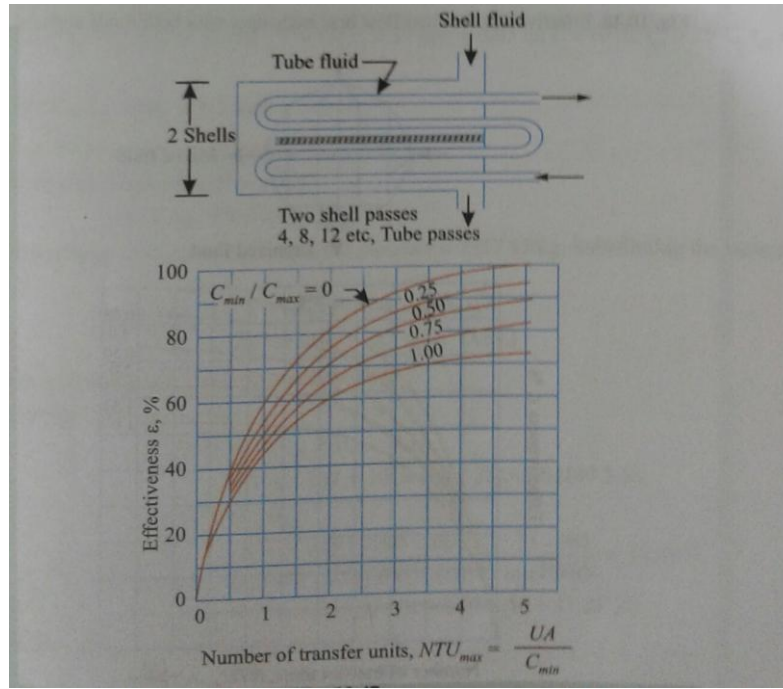 Shell fluid
Tube fluid
2 Shells
Two shell passes
4, 8, 12 etc, Tube passes
100
C_min / C_max = 0
0.25
0.50
0.75
1.00
80
60
40
20
0
Effectiveness ε, %
0 1 2 3 4 5
Number of transfer units, NTU_max = UA / C_min